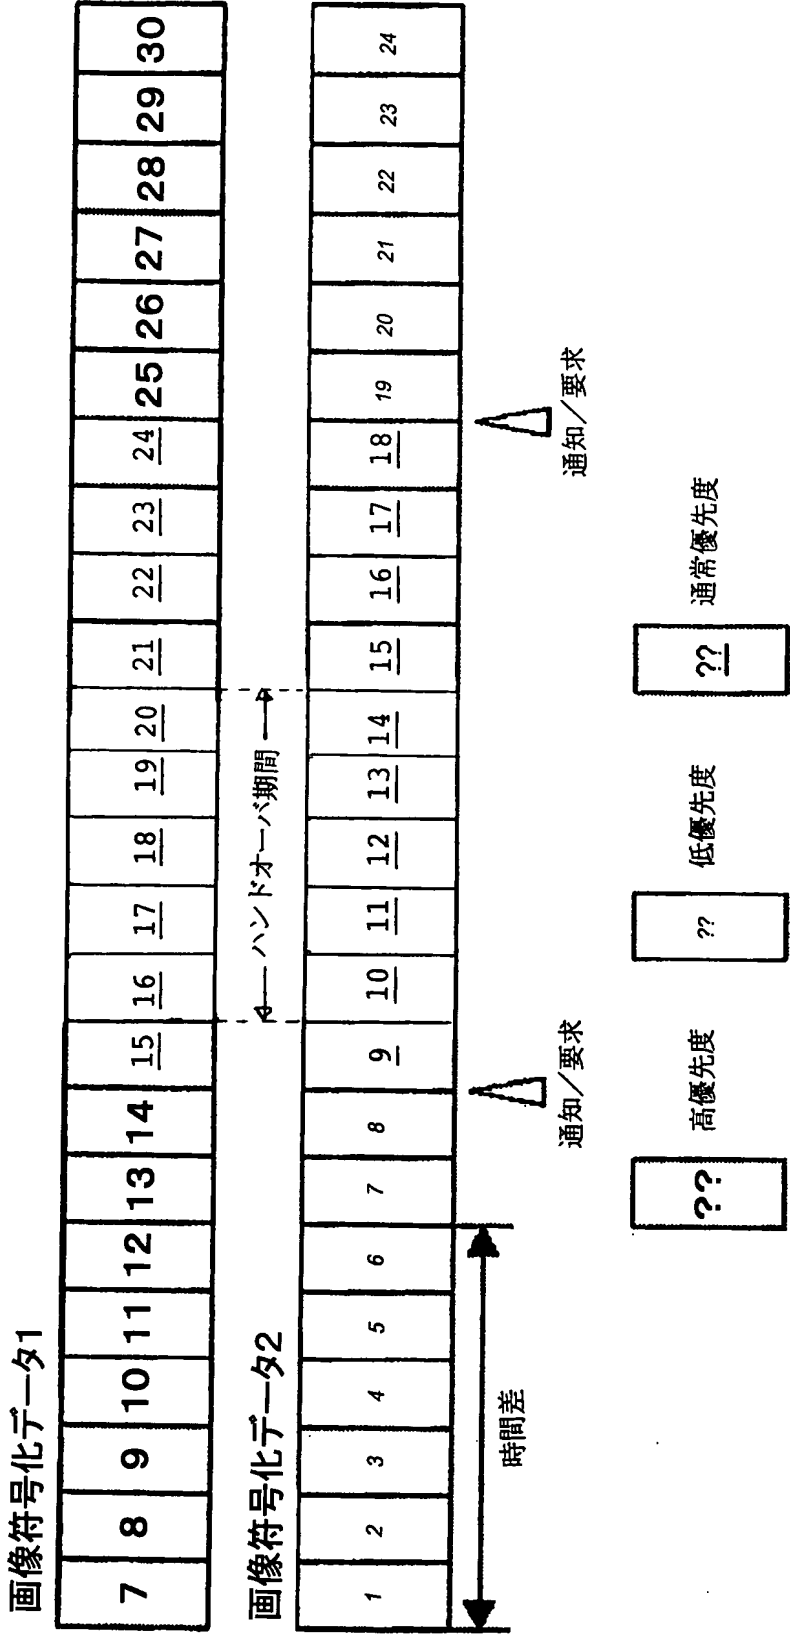 画像符号化データ1
7 8 9 10 11 12 13 14 15 16 17 18 19 20 21 22 23 24 25 26 27 28 29 30
←ハンドオーバ期間→
画像符号化データ2
1 2 3 4 5 6 7 8 9 10 11 12 13 14 15 16 17 18 19 20 21 22 23 24
時間差
通知/要求
通知/要求
?? 高優先度
?? 低優先度
?? 通常優先度